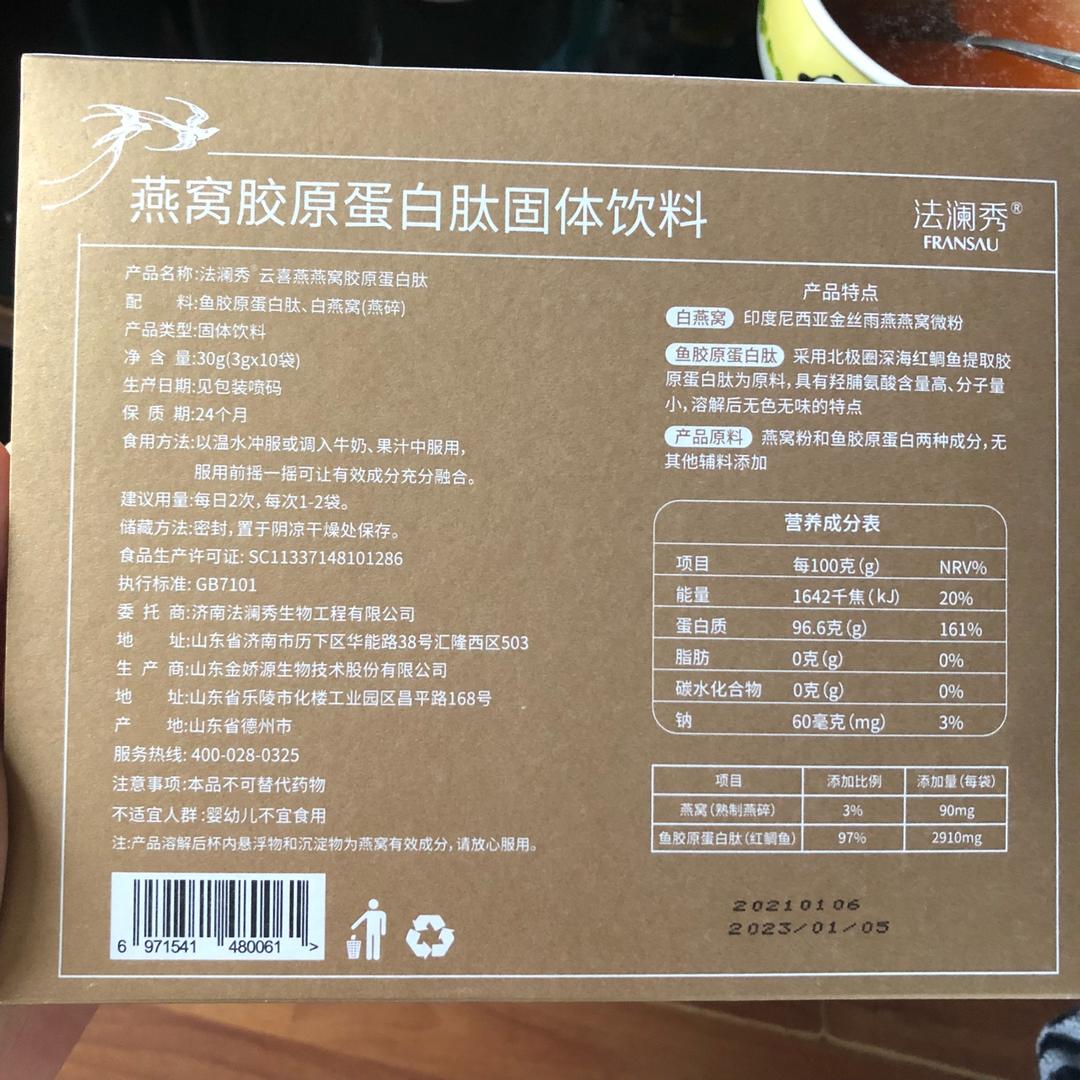 燕窝胶原蛋白肽固体饮料
法澜秀®
FRANSAU
产品名称:法澜秀®云喜燕燕窝胶原蛋白肽
配 料:鱼胶原蛋白肽、白燕窝(燕碎)
产品类型:固体饮料
净 含 量:30g(3gx10袋)
生产日期:见包装喷码
保 质 期:24个月
食用方法:以温水冲服或调入牛奶、果汁中服用,
服用前摇一摇可让有效成分充分融合。
建议用量:每日2次,每次1-2袋。
储藏方法:密封,置于阴凉干燥处保存。
食品生产许可证: SC11337148101286
执行标准: GB7101
委 托 商:济南法澜秀生物工程有限公司
地 址:山东省济南市历下区华能路38号汇隆西区503
生 产 商:山东金娇源生物技术股份有限公司
地 址:山东省乐陵市化楼工业园区昌平路168号
产 地:山东省德州市
服务热线: 400-028-0325
注意事项:本品不可替代药物
不适宜人群:婴幼儿不宜食用
注:产品溶解后杯内悬浮物和沉淀物为燕窝有效成分,请放心服用。
6 971541 480061 >
产品特点
白燕窝 印度尼西亚金丝雨燕燕窝微粉
鱼胶原蛋白肽 采用北极圈深海红鲷鱼提取胶
原蛋白肽为原料,具有羟脯氨酸含量高、分子量
小,溶解后无色无味的特点
产品原料 燕窝粉和鱼胶原蛋白两种成分,无
其他辅料添加
营养成分表
项目 每100克(g) NRV%
能量 1642千焦(kJ) 20%
蛋白质 96.6克(g) 161%
脂肪 0克(g) 0%
碳水化合物 0克(g) 0%
钠 60毫克(mg) 3%
项目 添加比例 添加量(每袋)
燕窝(熟制燕碎) 3% 90mg
鱼胶原蛋白肽(红鲷鱼) 97% 2910mg
20210106
2023/01/05